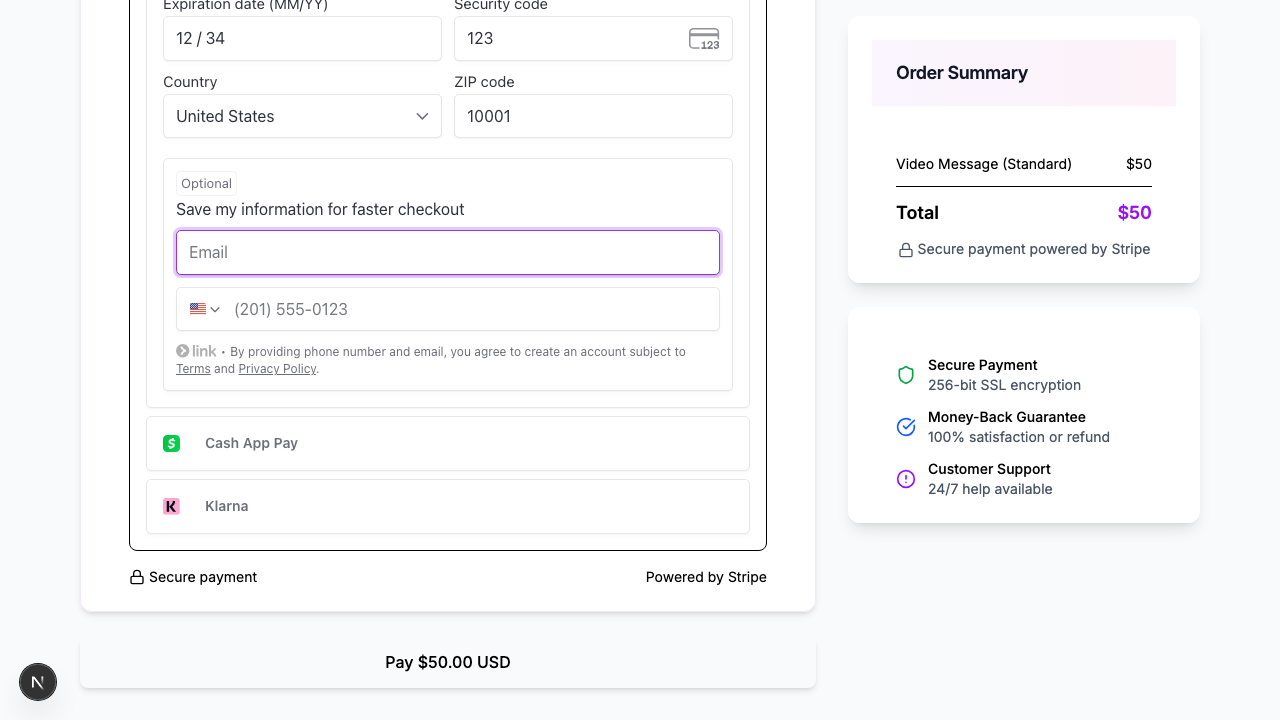 Expiration date (MM/YY)
Security code
12 / 34
123
123
Country
ZIP code
United States
10001
Optional
Save my information for faster checkout
Email
(201) 555-0123
link • By providing phone number and email, you agree to create an account subject to
Terms and Privacy Policy.
Cash App Pay
K
Klarna
Secure payment
Powered by Stripe
Pay $50.00 USD
N
Order Summary
Video Message (Standard) $50
Total $50
Secure payment powered by Stripe
Secure Payment
256-bit SSL encryption
Money-Back Guarantee
100% satisfaction or refund
Customer Support
24/7 help available